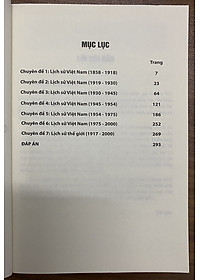 MỤC LỤC
Trang
Chuyên đề 1: Lịch sử Việt Nam (1858 - 1918) 7
Chuyên đề 2: Lịch sử Việt Nam (1919 - 1930) 23
Chuyên đề 3: Lịch sử Việt Nam (1930 - 1945) 64
Chuyên đề 4: Lịch sử Việt Nam (1945 - 1954) 121
Chuyên đề 5: Lịch sử Việt Nam (1954 - 1975) 186
Chuyên đề 6: Lịch sử Việt Nam (1975 - 2000) 252
Chuyên đề 7: Lịch sử thế giới (1917 - 2000) 269
ĐÁP ÁN 293